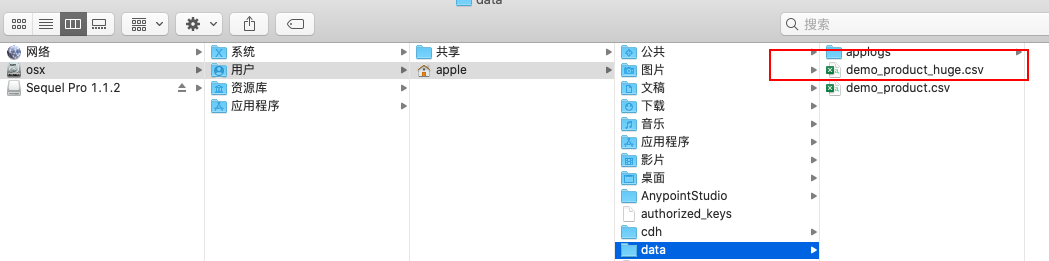 data
搜索
网络
osx
Sequel Pro 1.1.2
系统
用户
资源库
应用程序
共享
apple
公共
图片
文稿
下载
音乐
应用程序
影片
桌面
AnypointStudio
authorized_keys
cdh
data
applogs
demo_product_huge.csv
demo_product.csv